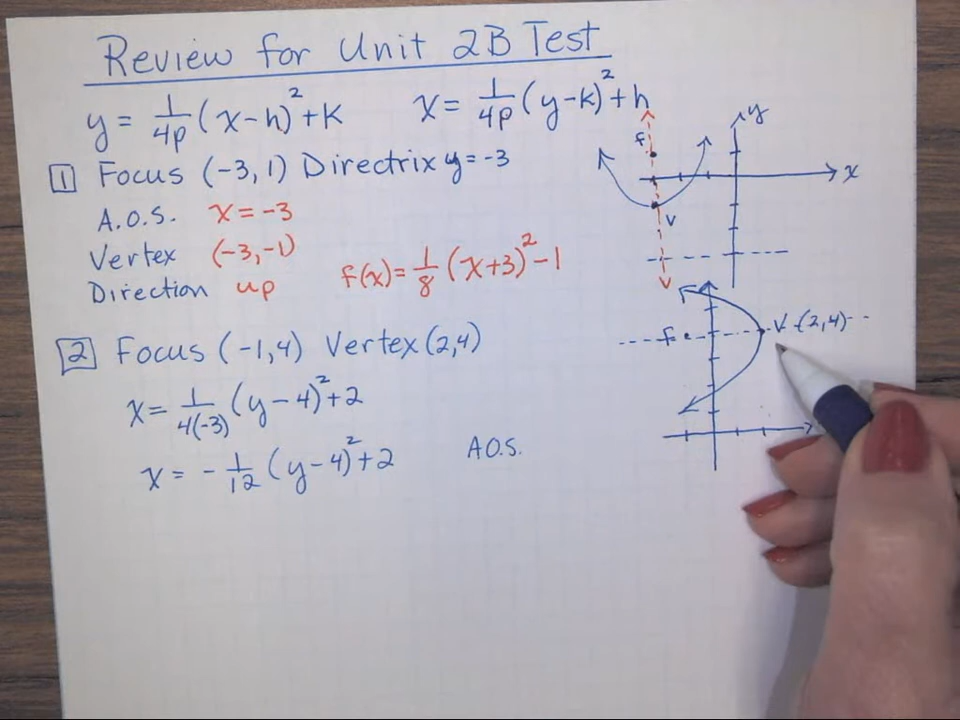 Review for Unit 2B Test
y = 1/4p (x-h)² + K    x = 1/4p (y-k)² + h
1 Focus (-3, 1) Directrix y = -3
A.O.S. x = -3
Vertex (-3, -1)
Direction up    f(x) = 1/8 (x+3)² - 1
y
x
f
V
2 Focus (-1, 4) Vertex (2, 4)
x = 1/4(-3) (y - 4)² + 2
x = - 1/12 (y - 4)² + 2    A.O.S.
f
V (2,4)